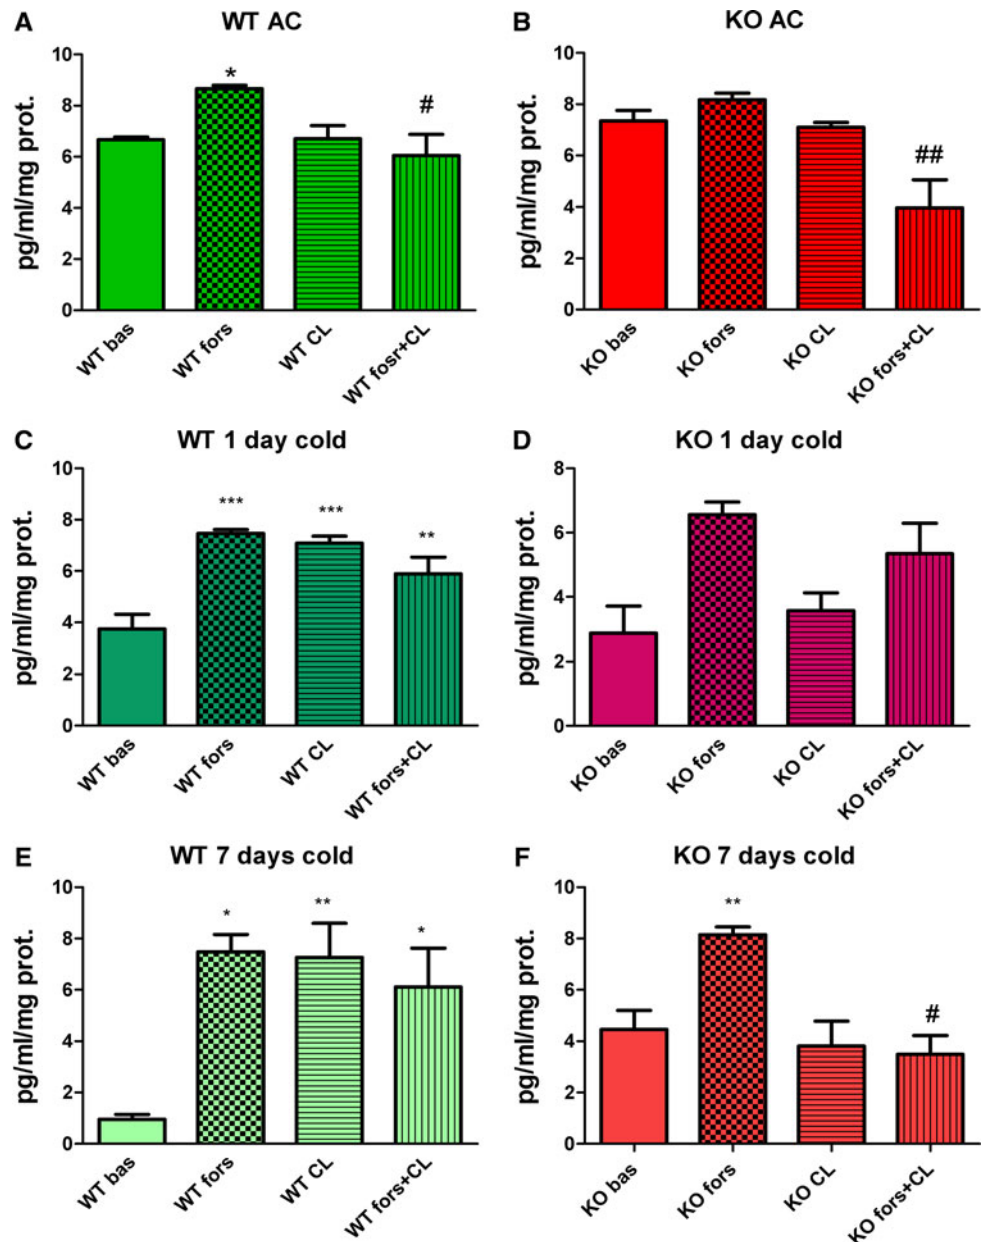 A
WT AC
pg/ml/mg prot.
10
8
6
4
2
0
*
#
WT bas
WT fors
WT CL
WT fosr+CL
B
KO AC
pg/ml/mg prot.
10
8
6
4
2
0
##
KO bas
KO fors
KO CL
KO fors+CL
C
WT 1 day cold
pg/ml/mg prot.
10
8
6
4
2
0
***
***
**
WT bas
WT fors
WT CL
WT fors+CL
D
KO 1 day cold
pg/ml/mg prot.
8
6
4
2
0
KO bas
KO fors
KO CL
KO fors+CL
E
WT 7 days cold
pg/ml/mg prot.
10
8
6
4
2
0
*
**
*
WT bas
WT fors
WT CL
WT fors+CL
F
KO 7 days cold
pg/ml/mg prot.
10
8
6
4
2
0
**
#
KO bas
KO fors
KO CL
KO fors+CL